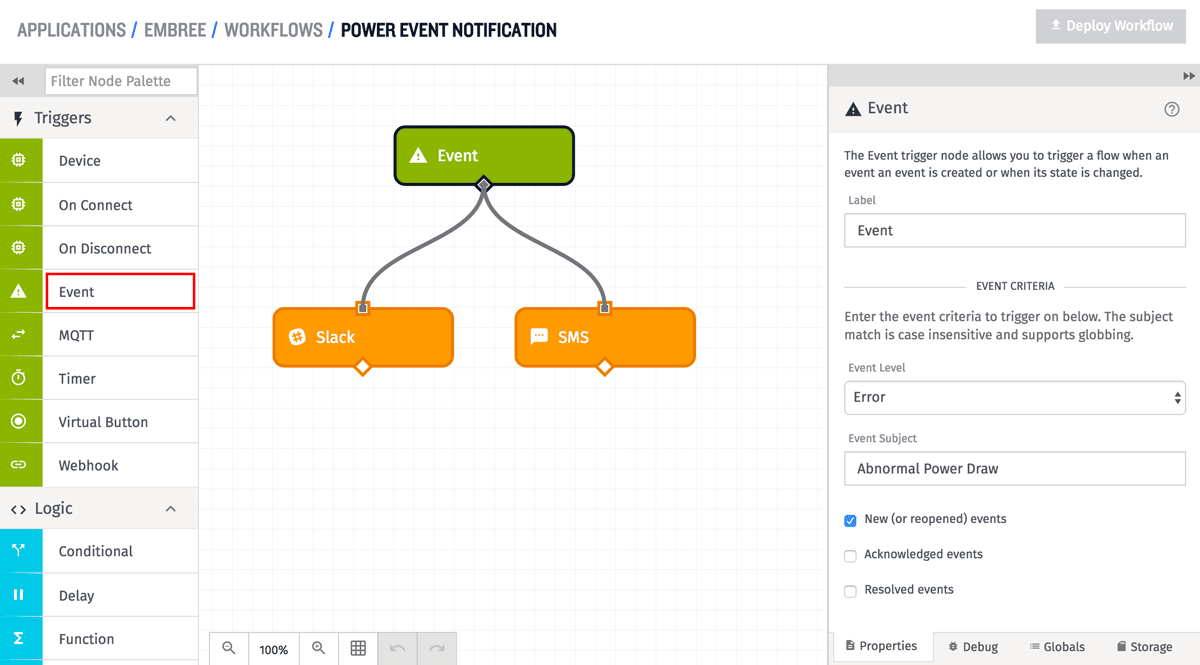 APPLICATIONS / EMBREE / WORKFLOWS / POWER EVENT NOTIFICATION
Deploy Workflow
Filter Node Palette
Triggers
Device
On Connect
On Disconnect
Event
MQTT
Timer
Virtual Button
Webhook
Logic
Conditional
Delay
Function
Event
Slack
SMS
100%
Event
The Event trigger node allows you to trigger a flow when an
event an event is created or when its state is changed.
Label
Event
EVENT CRITERIA
Enter the event criteria to trigger on below. The subject
match is case insensitive and supports globbing.
Event Level
Error
Event Subject
Abnormal Power Draw
New (or reopened) events
Acknowledged events
Resolved events
Properties
Debug
Globals
Storage